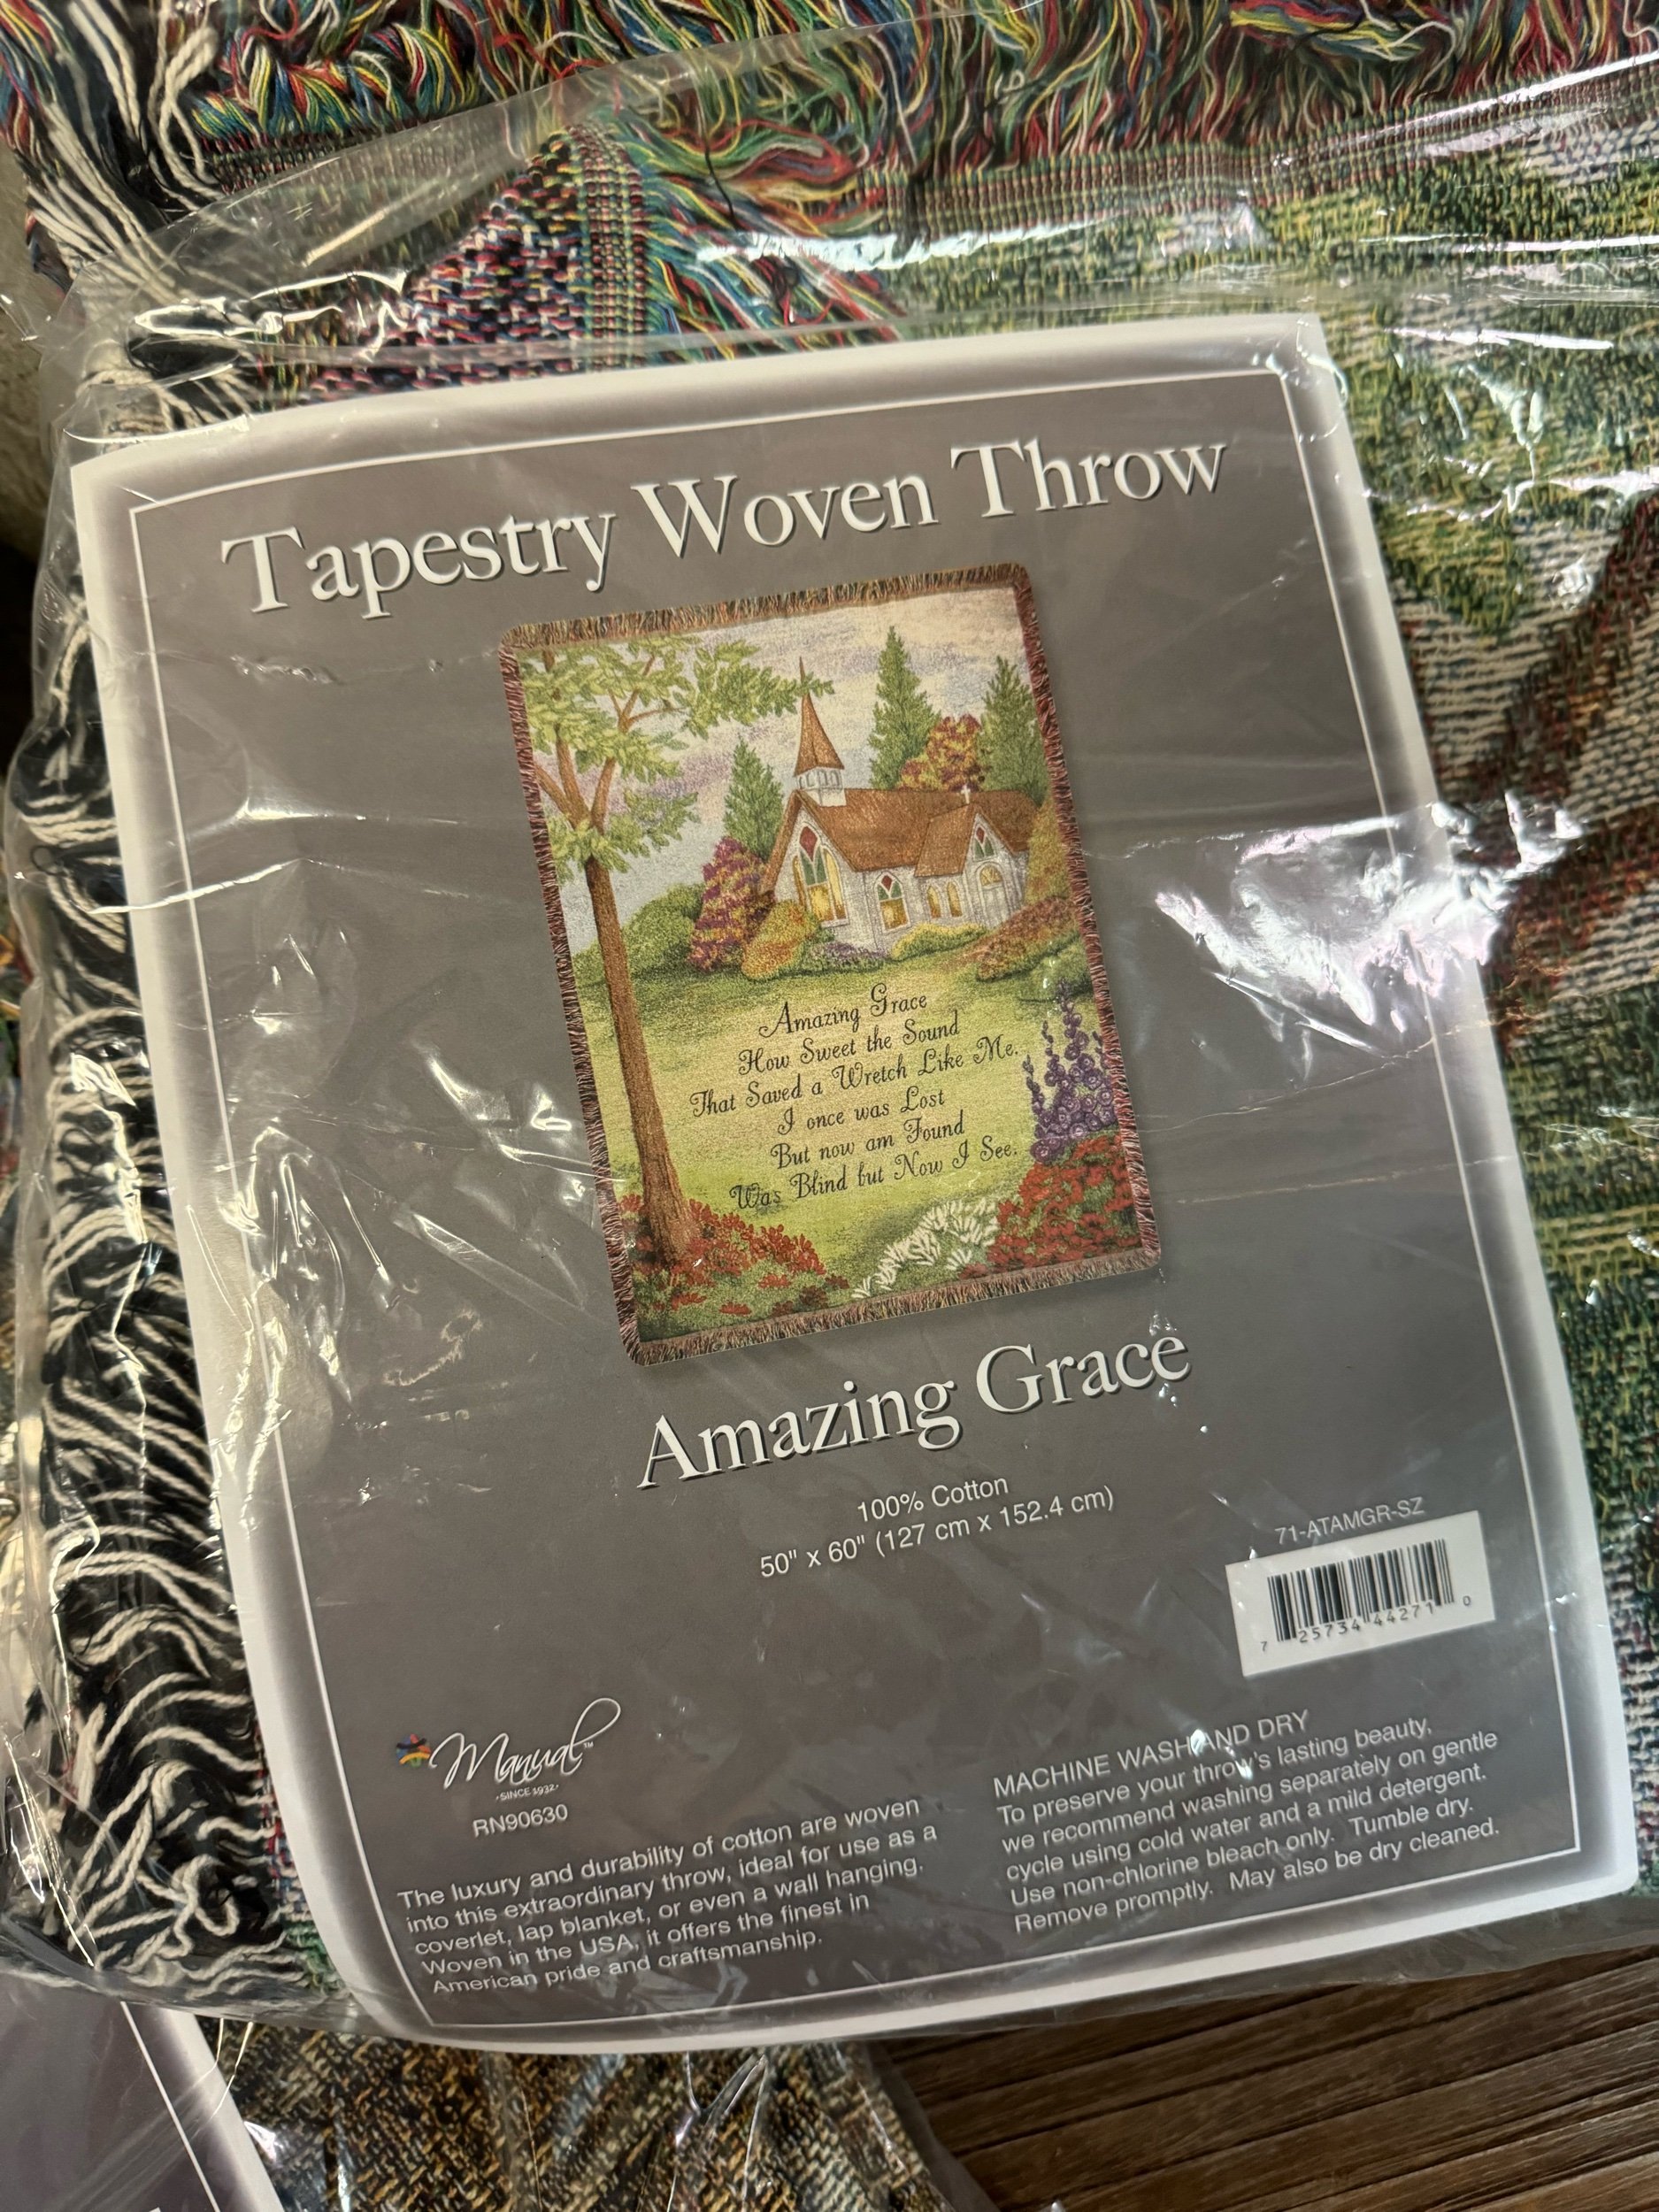 Tapestry Woven Throw
Amazing Grace
How Sweet the Sound
That Saved a Wretch Like Me.
I once was Lost
But now am Found
Was Blind but Now I See.
Amazing Grace
100% Cotton
50" x 60" (127 cm x 152.4 cm)
71-ATAMGR-SZ
7 25734 44271 0
Manual™
·SINCE 1932·
RN90630
The luxury and durability of cotton are woven
into this extraordinary throw, ideal for use as a
coverlet, lap blanket, or even a wall hanging.
Woven in the USA, it offers the finest in
American pride and craftsmanship.
MACHINE WASH AND DRY
To preserve your throw's lasting beauty,
we recommend washing separately on gentle
cycle using cold water and a mild detergent.
Use non-chlorine bleach only. Tumble dry.
Remove promptly. May also be dry cleaned.